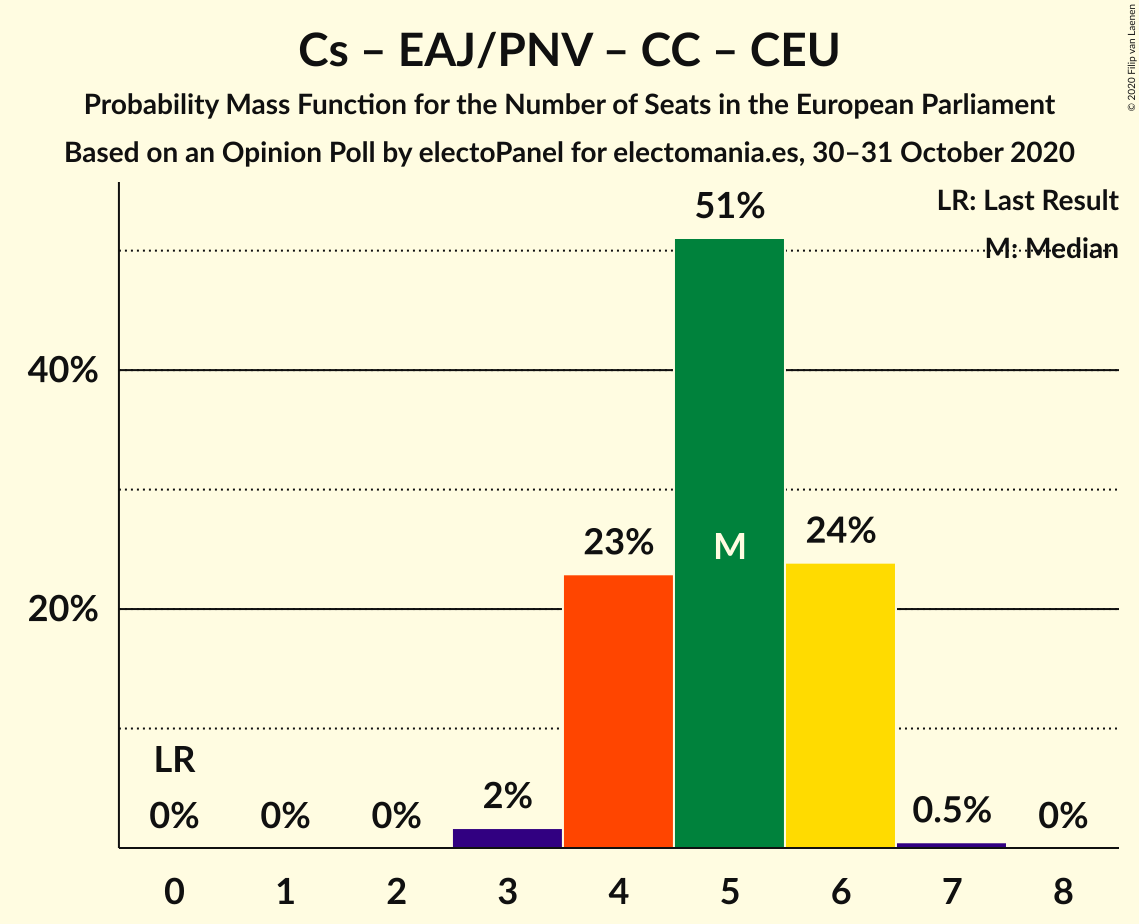 Cs – EAJ/PNV – CC – CEU
Probability Mass Function for the Number of Seats in the European Parliament
Based on an Opinion Poll by electoPanel for electomania.es, 30–31 October 2020
© 2020 Filip van Laenen
LR: Last Result
M: Median
51%
40%
23%
M
24%
20%
LR
0%
0%
0%
2%
0.5%
0%
0
1
2
3
4
5
6
7
8